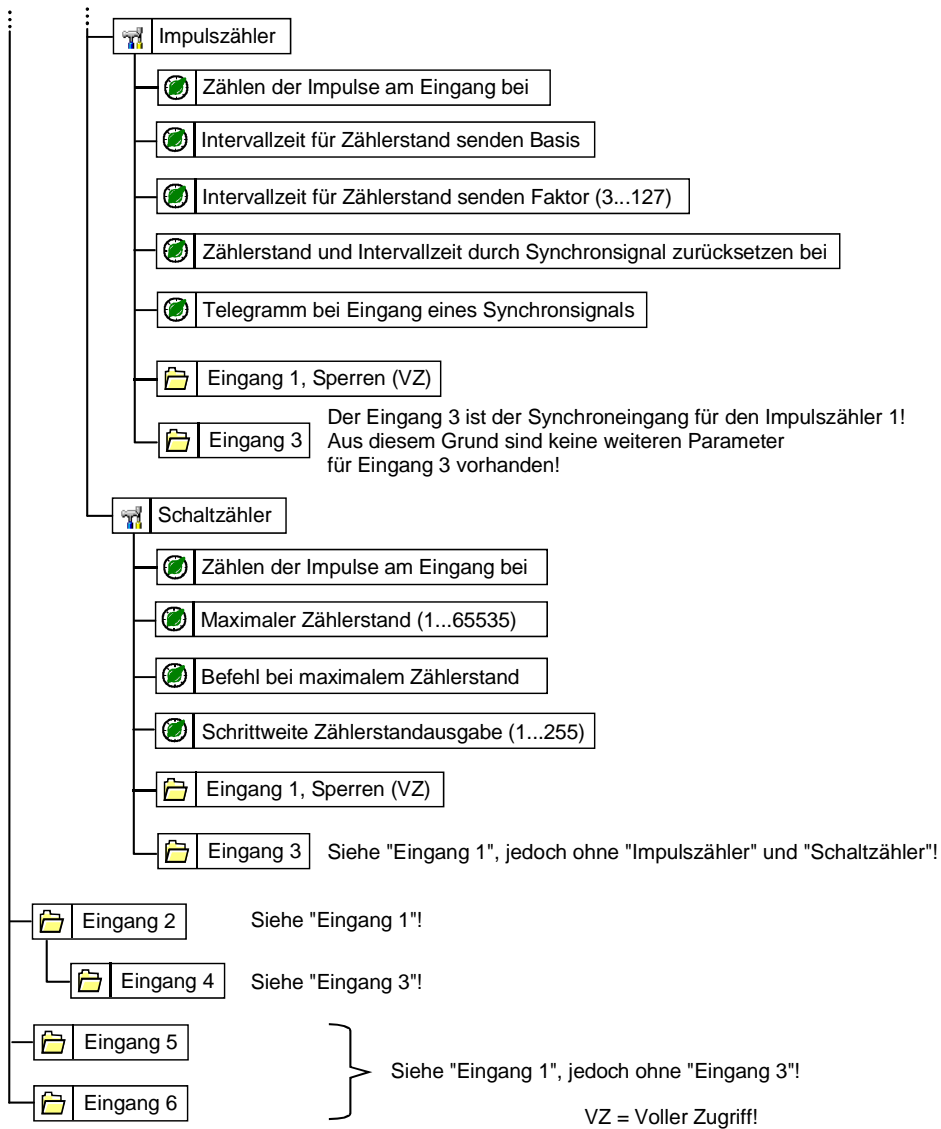 Impulszähler
Zählen der Impulse am Eingang bei
Intervallzeit für Zählerstand senden Basis
Intervallzeit für Zählerstand senden Faktor (3...127)
Zählerstand und Intervallzeit durch Synchronsignal zurücksetzen bei
Telegramm bei Eingang eines Synchronsignals
Eingang 1, Sperren (VZ)
Eingang 3
Der Eingang 3 ist der Synchroneingang für den Impulszähler 1!
Aus diesem Grund sind keine weiteren Parameter
für Eingang 3 vorhanden!
Schaltzähler
Zählen der Impulse am Eingang bei
Maximaler Zählerstand (1...65535)
Befehl bei maximalem Zählerstand
Schrittweite Zählerstandausgabe (1...255)
Eingang 1, Sperren (VZ)
Eingang 3 Siehe "Eingang 1", jedoch ohne "Impulszähler" und "Schaltzähler"!
Eingang 2 Siehe "Eingang 1"!
Eingang 4 Siehe "Eingang 3"!
Eingang 5
Siehe "Eingang 1", jedoch ohne "Eingang 3"!
Eingang 6
VZ = Voller Zugriff!